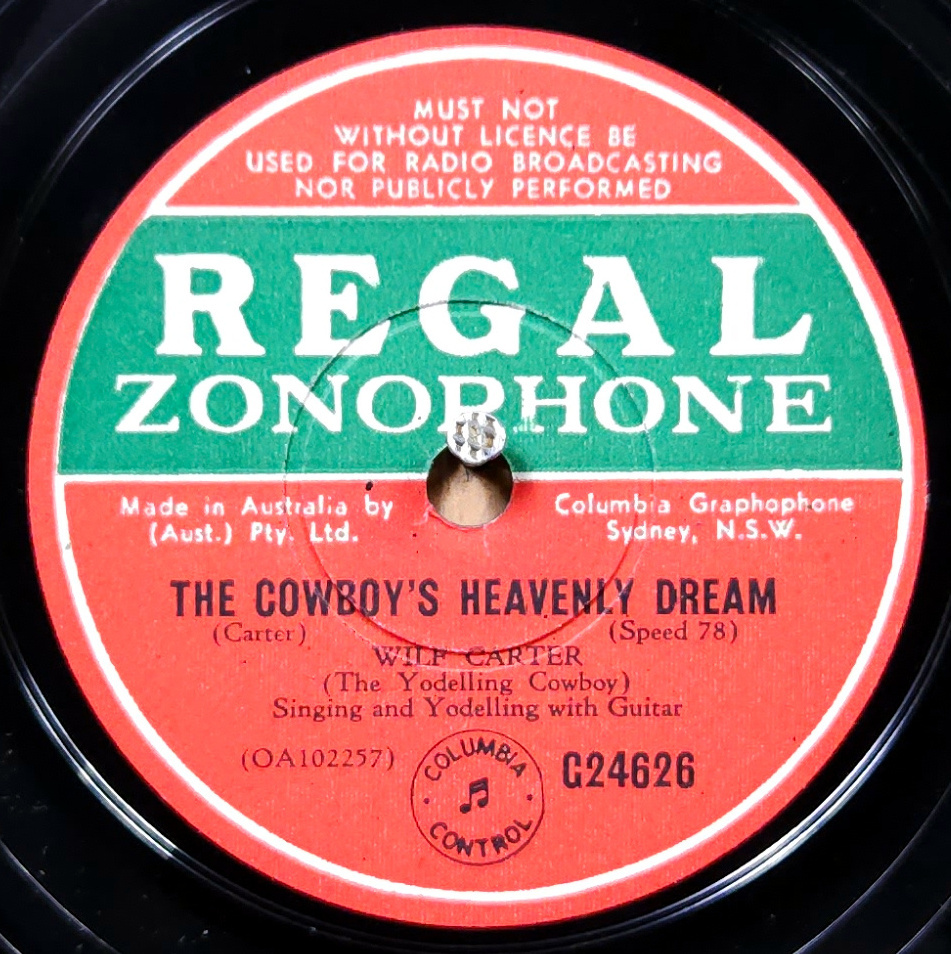 MUST NOT
WITHOUT LICENCE BE
USED FOR RADIO BROADCASTING
NOR PUBLICLY PERFORMED
REGAL
ZONOPHONE
Made in Australia by Columbia Graphophone
(Aust.) Pty. Ltd. Sydney, N.S.W.
THE COWBOY'S HEAVENLY DREAM
(Carter) (Speed 78)
WILF CARTER
(The Yodelling Cowboy)
Singing and Yodelling with Guitar
(OA102257) G24626
COLUMBIA
CONTROL